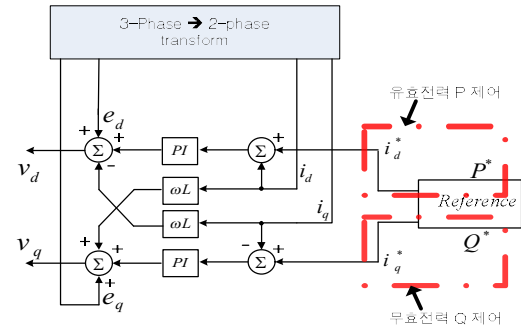 3-Phase ➔ 2-phase
transform
유효전력 P 제어
e_d
+
+
+
v_d
Σ
-
PI
Σ
+
i_d
i_d^*
P^*
ωL
Reference
i_q
ωL
Q^*
+
+
-
v_q
Σ
PI
Σ
+
i_q^*
+
e_q
무효전력 Q 제어